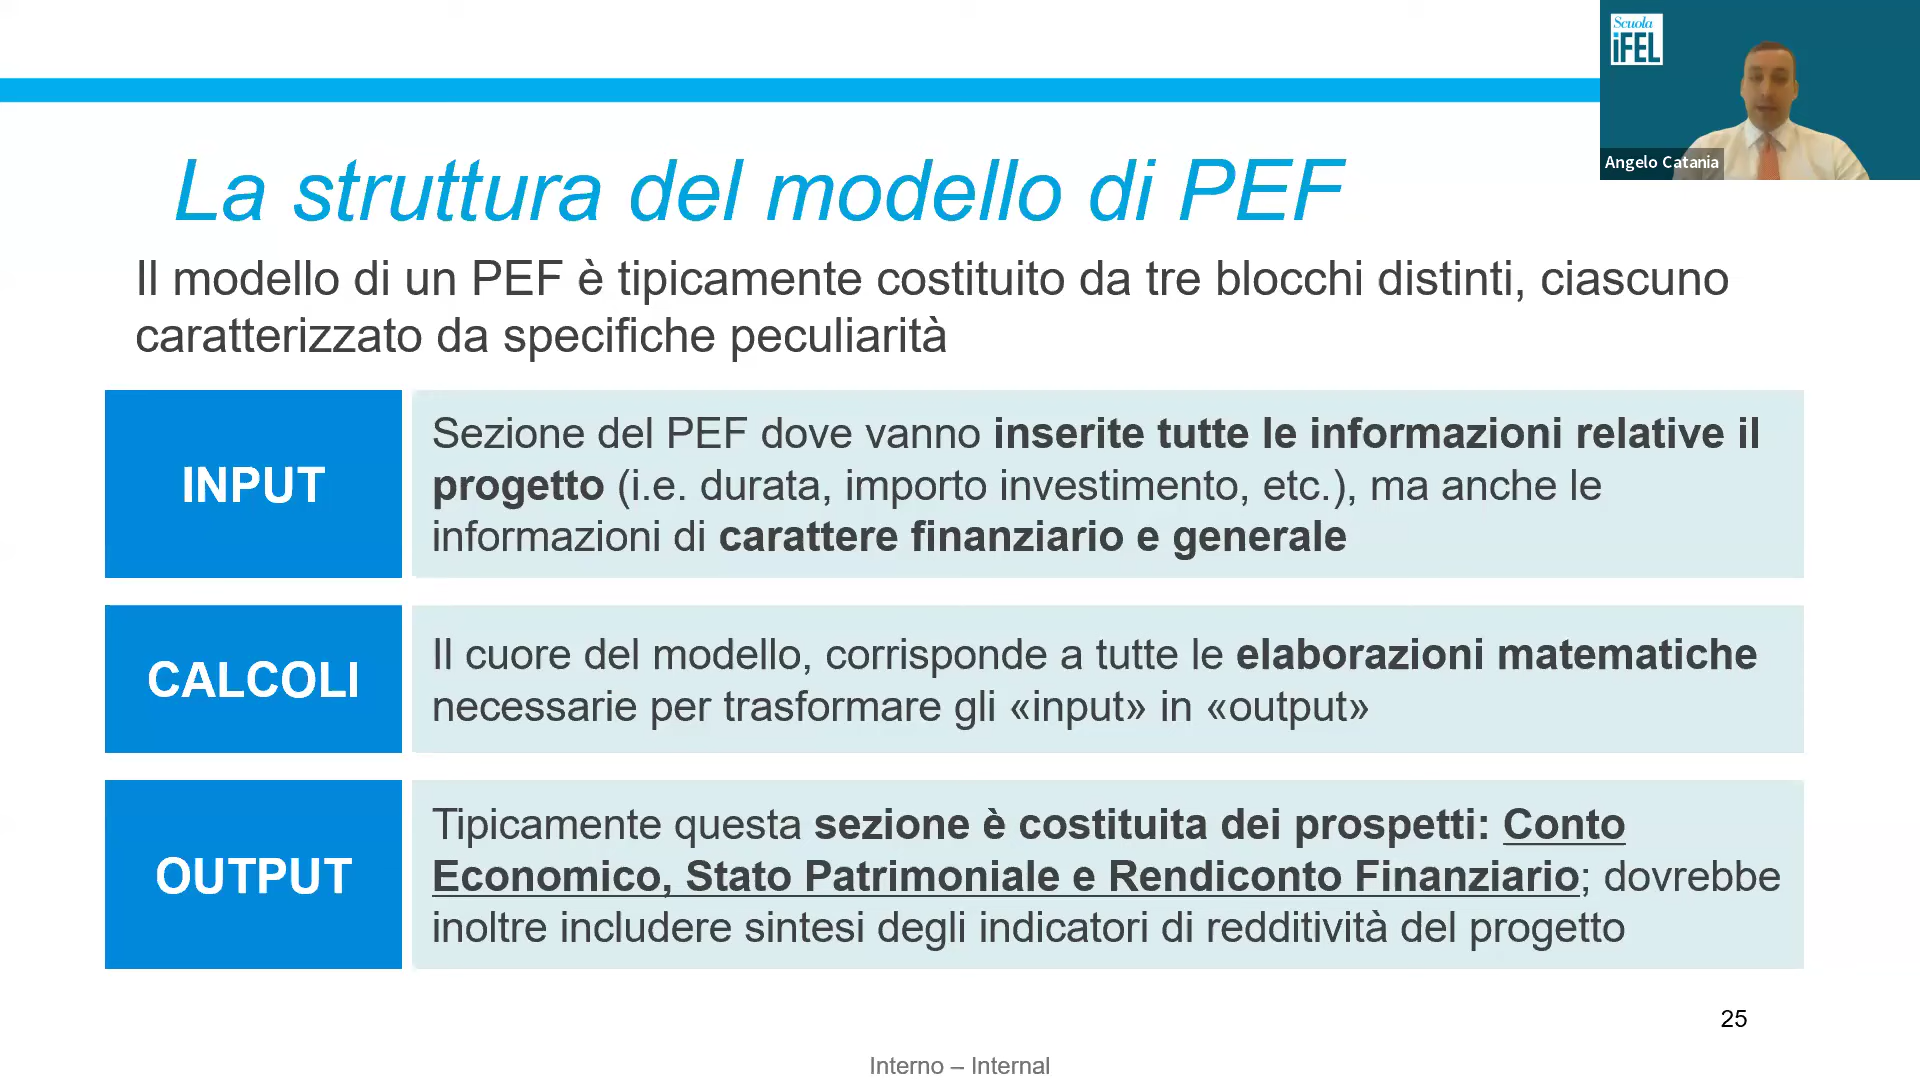 Scuola
iFEL
Angelo Catania
La struttura del modello di PEF
Il modello di un PEF è tipicamente costituito da tre blocchi distinti, ciascuno
caratterizzato da specifiche peculiarità
INPUT
Sezione del PEF dove vanno inserite tutte le informazioni relative il
progetto (i.e. durata, importo investimento, etc.), ma anche le
informazioni di carattere finanziario e generale
CALCOLI
Il cuore del modello, corrisponde a tutte le elaborazioni matematiche
necessarie per trasformare gli «input» in «output»
OUTPUT
Tipicamente questa sezione è costituita dei prospetti: Conto
Economico, Stato Patrimoniale e Rendiconto Finanziario; dovrebbe
inoltre includere sintesi degli indicatori di redditività del progetto
25
Interno – Internal